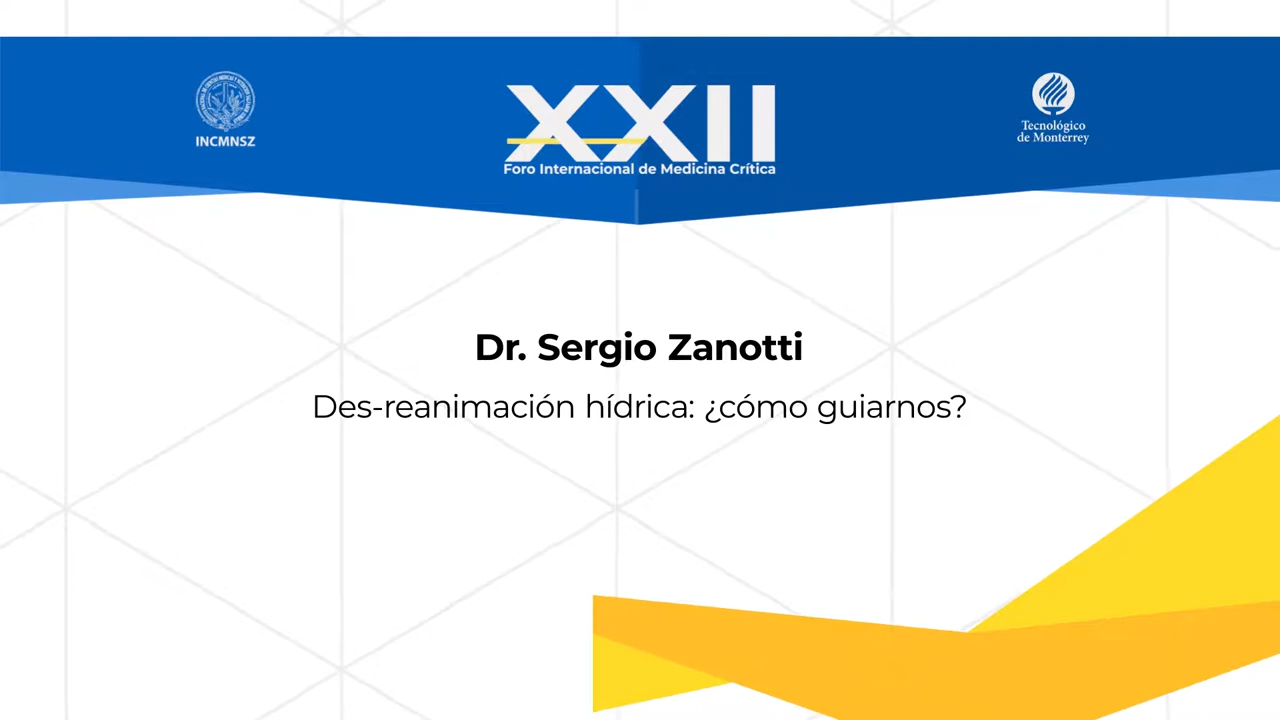 INCMNSZ
XXII
Foro Internacional de Medicina Crítica
Tecnológico
de Monterrey
Dr. Sergio Zanotti
Des-reanimación hídrica: ¿cómo guiarnos?